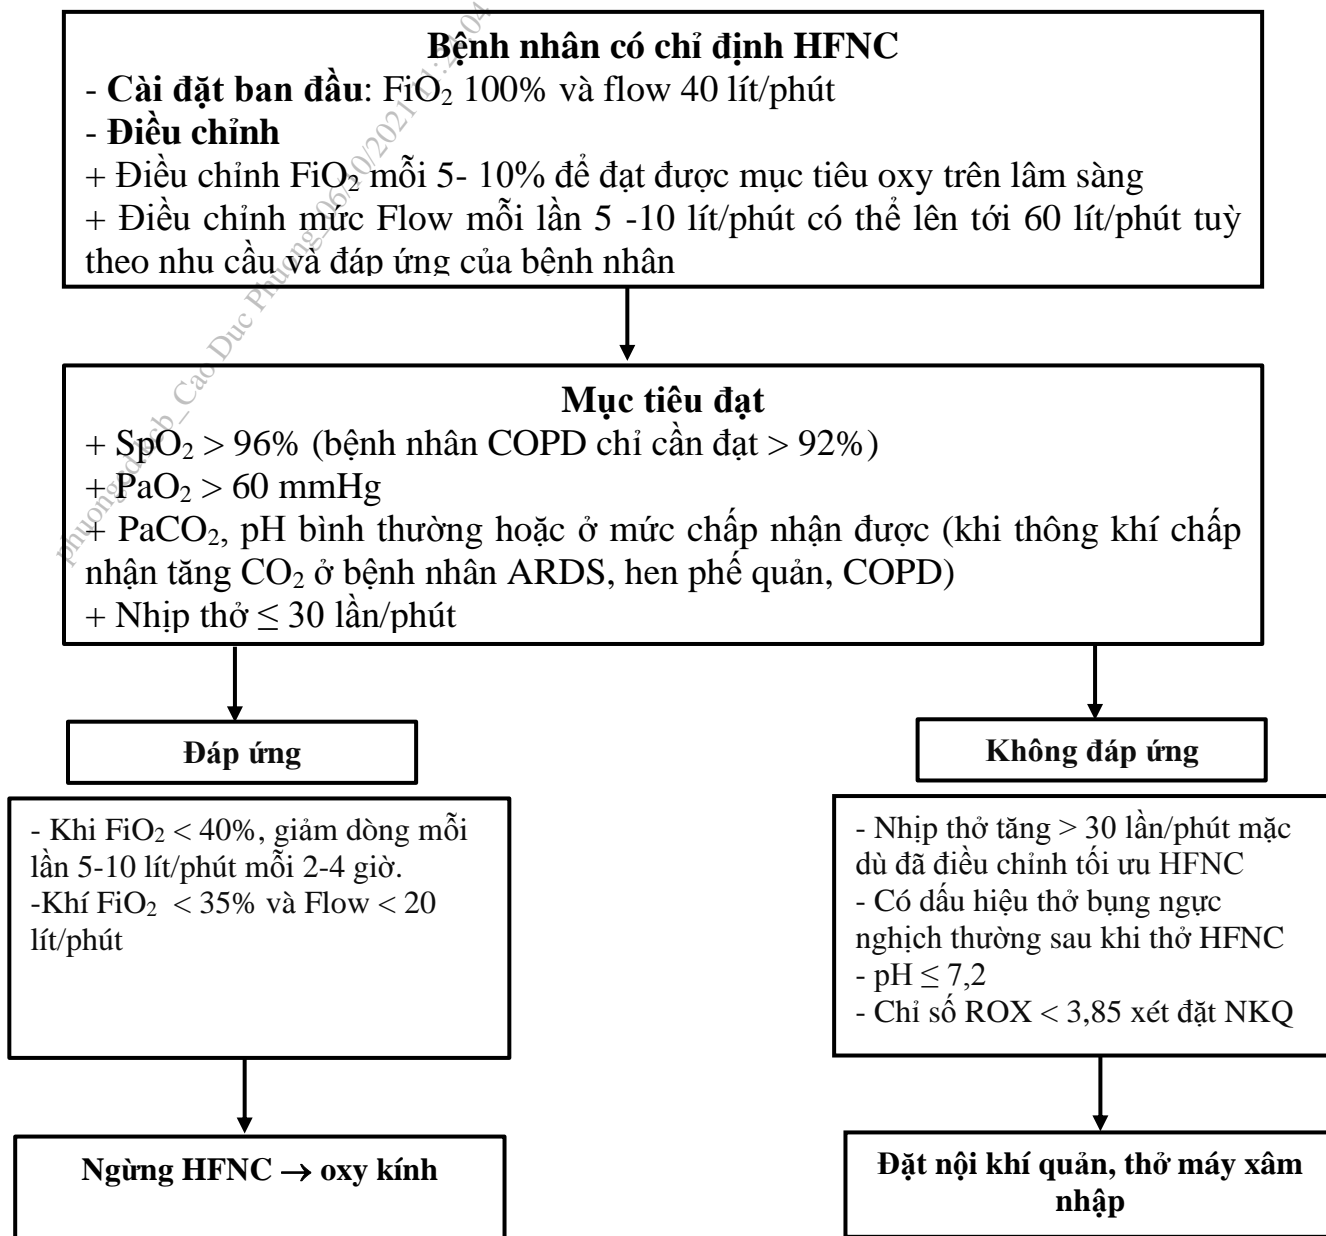 Bệnh nhân có chỉ định HFNC
- Cài đặt ban đầu: FiO₂ 100% và flow 40 lít/phút
- Điều chỉnh
+ Điều chỉnh FiO₂ mỗi 5- 10% để đạt được mục tiêu oxy trên lâm sàng
+ Điều chỉnh mức Flow mỗi lần 5 -10 lít/phút có thể lên tới 60 lít/phút tuỳ
theo nhu cầu và đáp ứng của bệnh nhân
Mục tiêu đạt
+ SpO₂ > 96% (bệnh nhân COPD chỉ cần đạt > 92%)
+ PaO₂ > 60 mmHg
+ PaCO₂, pH bình thường hoặc ở mức chấp nhận được (khi thông khí chấp
nhận tăng CO₂ ở bệnh nhân ARDS, hen phế quản, COPD)
+ Nhịp thở ≤ 30 lần/phút
Đáp ứng
- Khi FiO₂ < 40%, giảm dòng mỗi
lần 5-10 lít/phút mỗi 2-4 giờ.
-Khí FiO₂ < 35% và Flow < 20
lít/phút
Ngừng HFNC → oxy kính
Không đáp ứng
- Nhịp thở tăng > 30 lần/phút mặc
dù đã điều chỉnh tối ưu HFNC
- Có dấu hiệu thở bụng ngực
nghịch thường sau khi thở HFNC
- pH ≤ 7,2
- Chỉ số ROX < 3,85 xét đặt NKQ
Đặt nội khí quản, thở máy xâm
nhập
Cao Duc Phuong